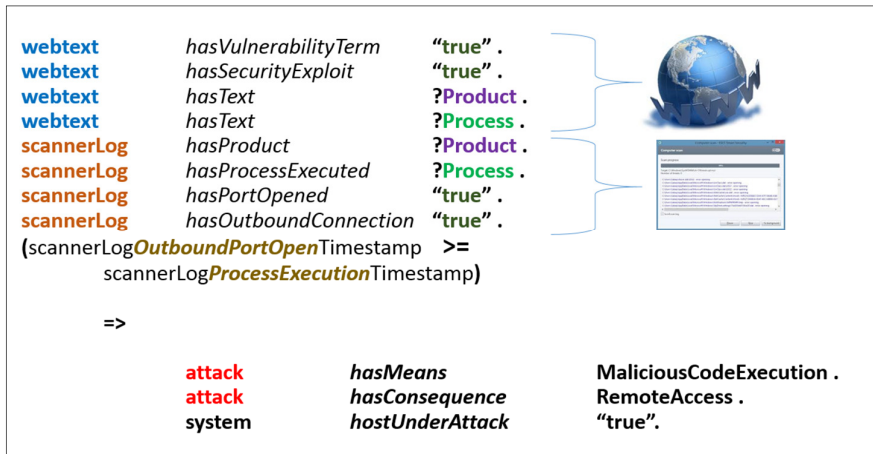 webtext hasVulnerabilityTerm “true” .
webtext hasSecurityExploit “true” .
webtext hasText ?Product .
webtext hasText ?Process .
scannerLog hasProduct ?Product .
scannerLog hasProcessExecuted ?Process .
scannerLog hasPortOpened “true” .
scannerLog hasOutboundConnection “true” .
(scannerLogOutboundPortOpenTimestamp >=
scannerLogProcessExecutionTimestamp)
=>
attack hasMeans MaliciousCodeExecution .
attack hasConsequence RemoteAccess .
system hostUnderAttack “true”.
WWW